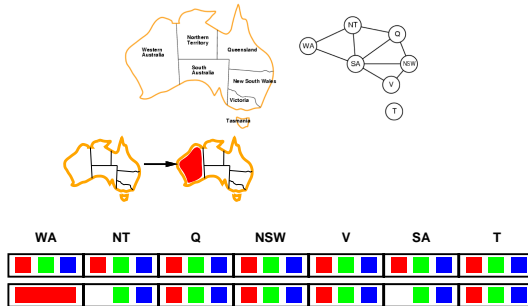 Western
Australia
Northern
Territory
Queensland
South
Australia
New South Wales
Victoria
Tasmania
NT
Q
WA
SA
NSW
V
T
WA NT Q NSW V SA T